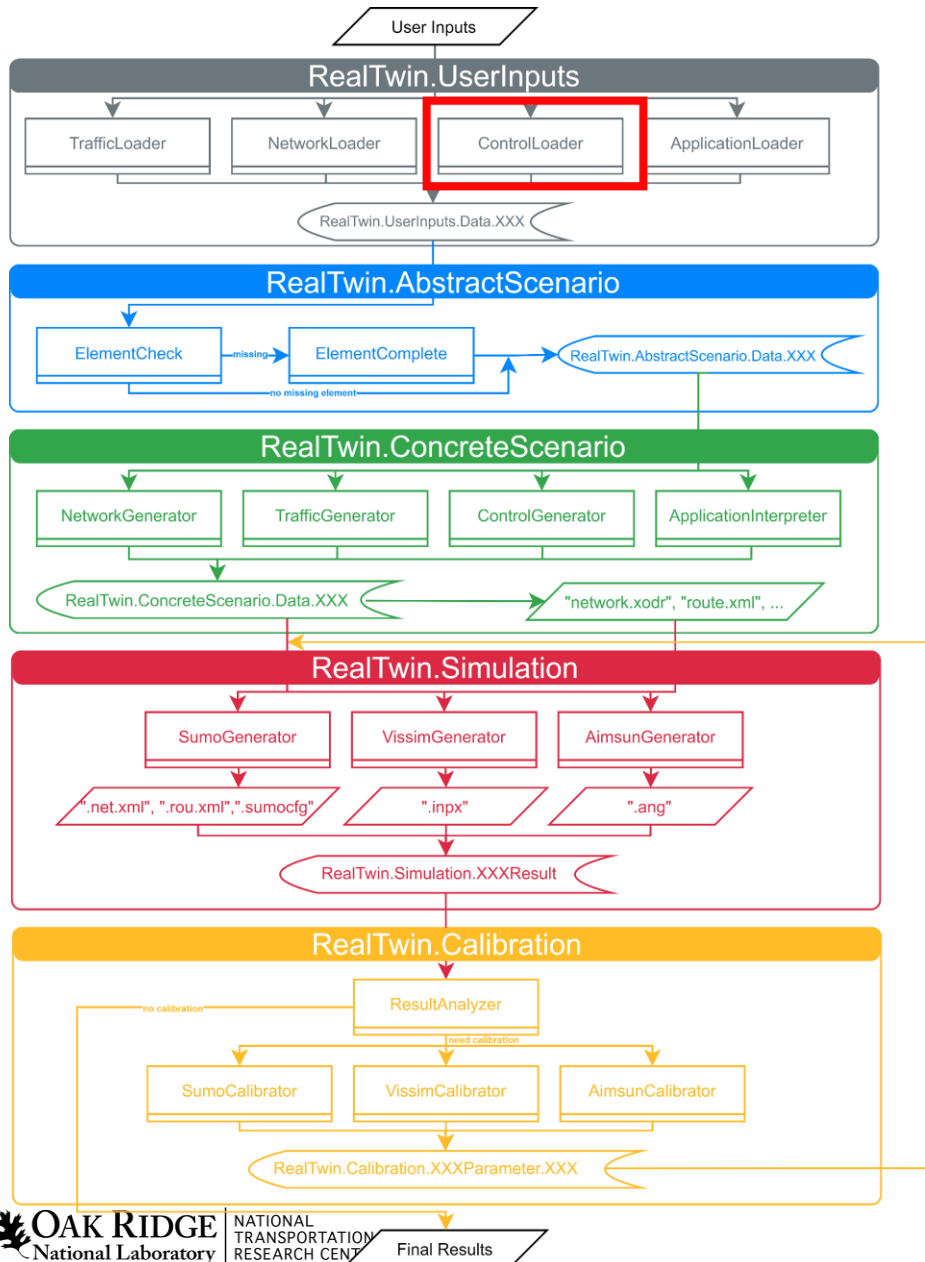 User Inputs
RealTwin.UserInputs
TrafficLoader
NetworkLoader
ControlLoader
ApplicationLoader
RealTwin.UserInputs.Data.XXX
RealTwin.AbstractScenario
ElementCheck
missing
ElementComplete
RealTwin.AbstractScenario.Data.XXX
no missing element
RealTwin.ConcreteScenario
NetworkGenerator
TrafficGenerator
ControlGenerator
ApplicationInterpreter
RealTwin.ConcreteScenario.Data.XXX
"network.xodr", "route.xml", ...
RealTwin.Simulation
SumoGenerator
VissimGenerator
AimsunGenerator
".net.xml", ".rou.xml",".sumocfg"
".inpx"
".ang"
RealTwin.Simulation.XXXResult
RealTwin.Calibration
ResultAnalyzer
no calibration
need calibration
SumoCalibrator
VissimCalibrator
AimsunCalibrator
RealTwin.Calibration.XXXParameter.XXX
OAK RIDGE
National Laboratory
NATIONAL
TRANSPORTATION
RESEARCH CENT
Final Results